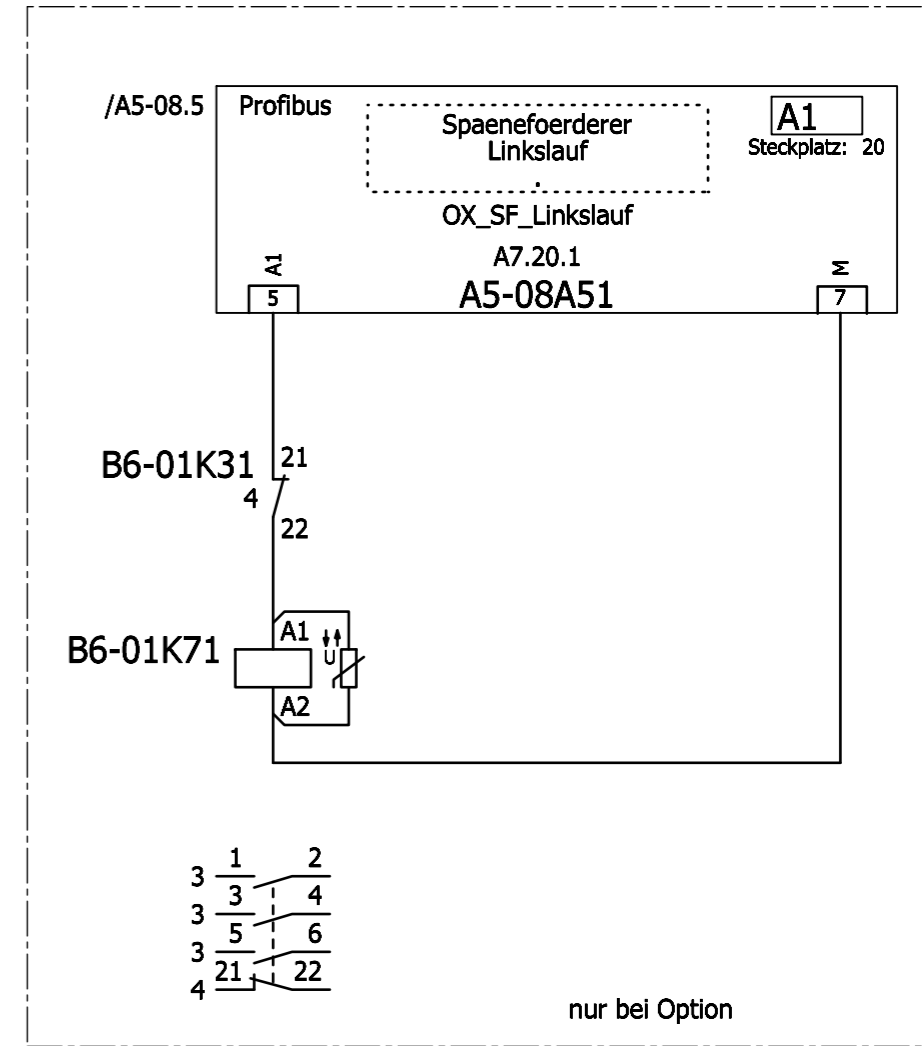 /A5-08.5
Profibus
Spaenefoerderer
Linkslauf
.
A1
Steckplatz: 20
OX_SF_Linkslauf
A7.20.1
A5-08A51
A1
5
M
7
B6-01K31
21
4
22
B6-01K71
A1
U
A2
3 1 2
3 3 4
3 5 6
4 21 22
nur bei Option